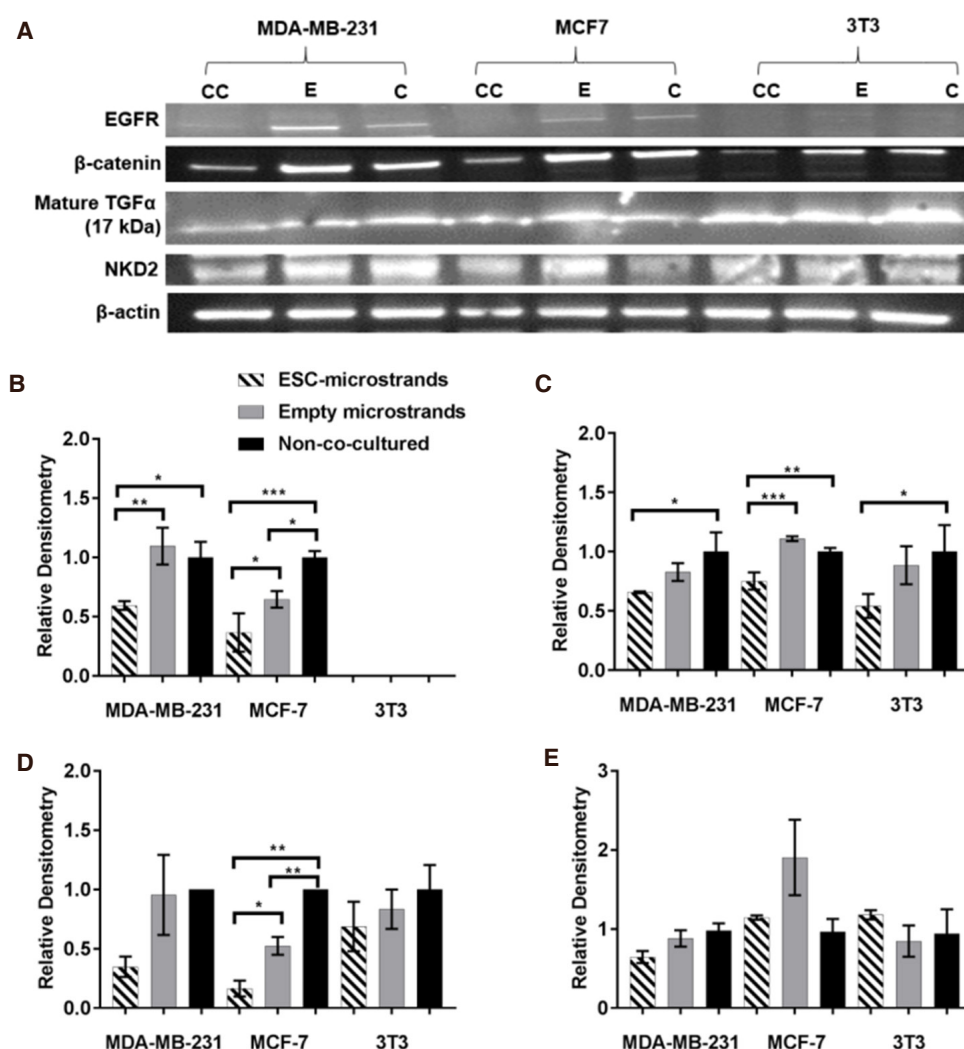 A
MDA-MB-231 MCF7 3T3
CC E C CC E C CC E C
EGFR
β-catenin
Mature TGFα
(17 kDa)
NKD2
β-actin
B
ESC-microstrands
Empty microstrands
Non-co-cultured
Relative Densitometry
2.0
1.5
1.0
0.5
0.0
* ** *** * *
MDA-MB-231 MCF-7 3T3
C
Relative Densitometry
2.0
1.5
1.0
0.5
0.0
* ** *** *
MDA-MB-231 MCF-7 3T3
D
Relative Densitometry
2.0
1.5
1.0
0.5
0.0
** ** *
MDA-MB-231 MCF-7 3T3
E
Relative Densitometry
3
2
1
0
MDA-MB-231 MCF-7 3T3